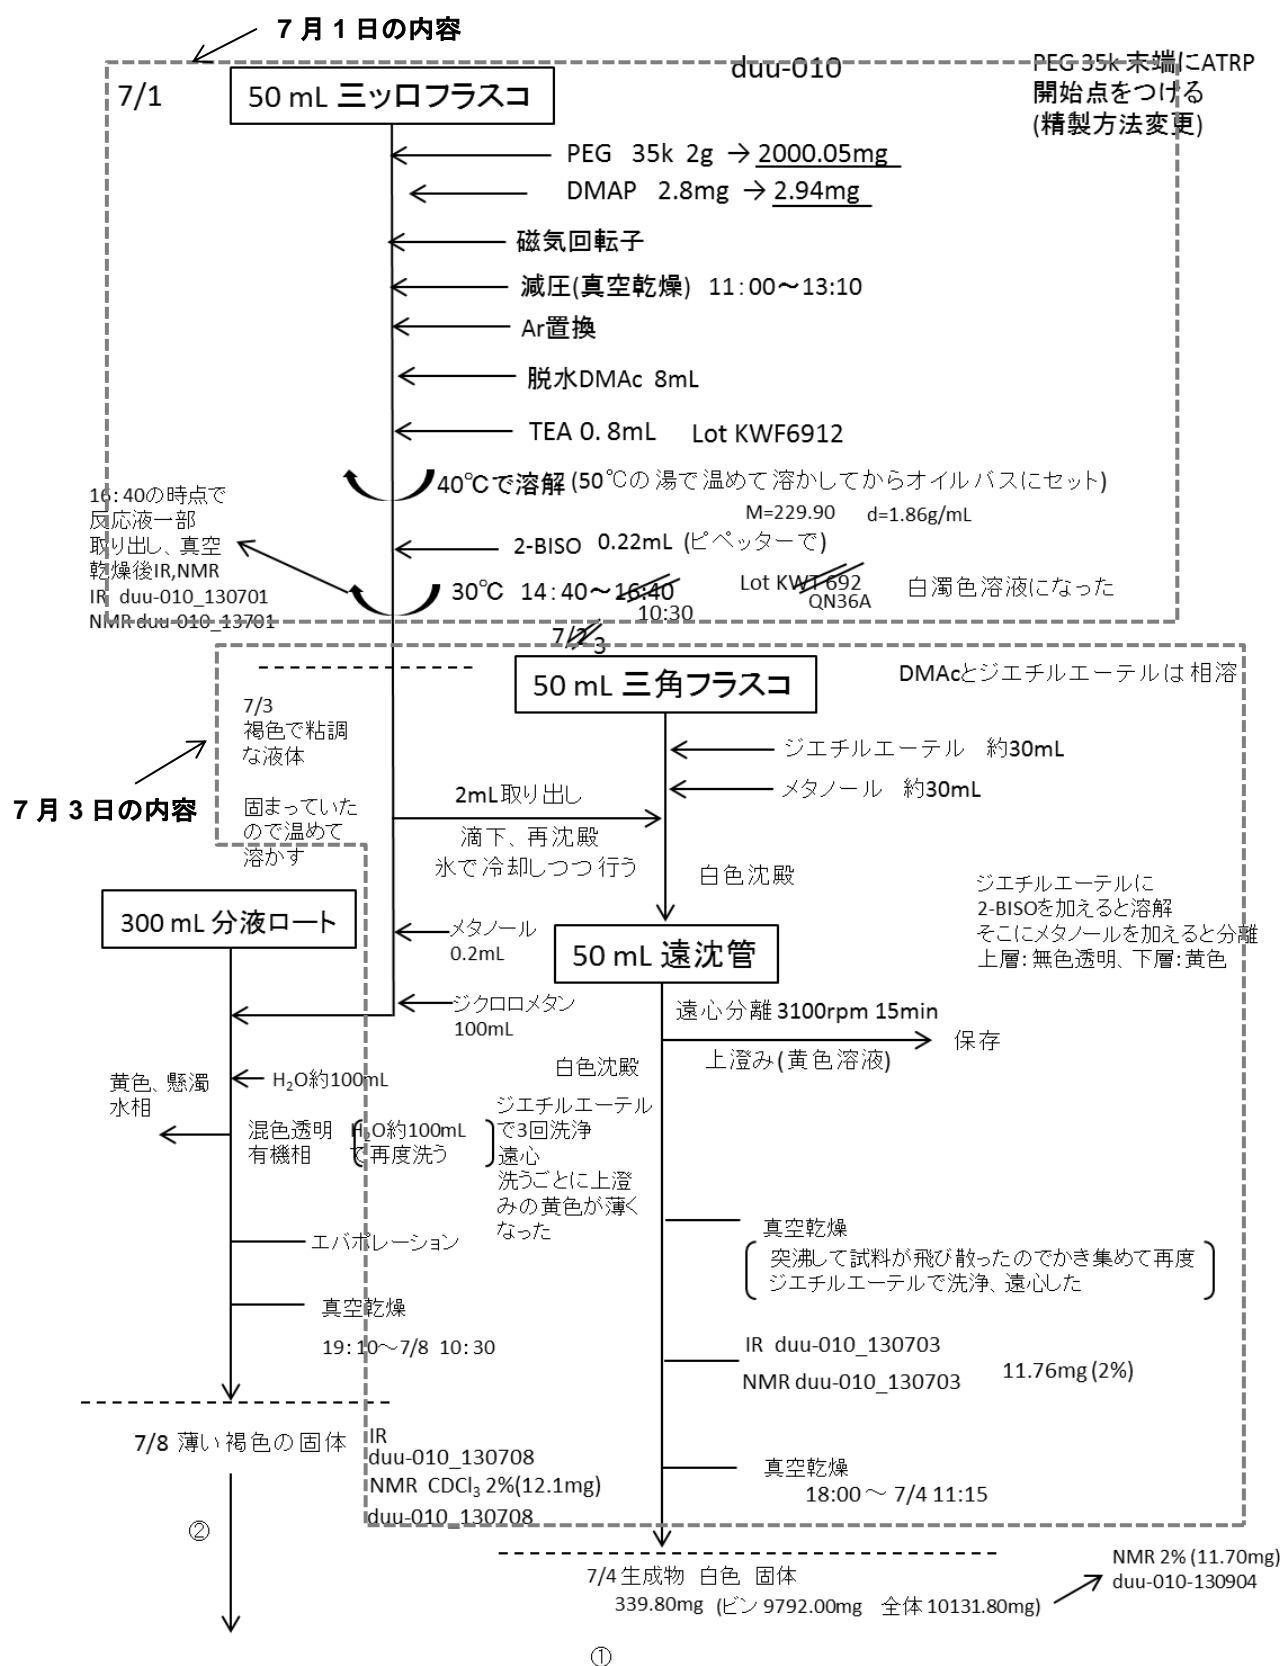 7月1日の内容
7/1
50 mL 三ッ口フラスコ
duu-010
PEG 35k 末端にATRP
開始点をつける
(精製方法変更)
PEG 35k 2g → 2000.05mg
DMAP 2.8mg → 2.94mg
磁気回転子
減圧(真空乾燥) 11:00~13:10
Ar置換
脱水DMAc 8mL
TEA 0.8mL Lot KWF6912
40℃で溶解 (50℃の湯で温めて溶かしてからオイルバスにセット)
M=229.90 d=1.86g/mL
2-BISO 0.22mL (ピペッターで)
16:40の時点で
反応液一部
取り出し、真空
乾燥後IR,NMR
IR duu-010_130701
NMR duu-010_13701
30℃ 14:40~16:40
10:30
7/2 3
Lot KWT692
QN36A
白濁色溶液になった
7月3日の内容
7/3
褐色で粘調
な液体
固まっていた
ので温めて
溶かす
50 mL 三角フラスコ
DMAcとジエチルエーテルは相溶
ジエチルエーテル 約30mL
メタノール 約30mL
2mL取り出し
滴下、再沈殿
氷で冷却しつつ行う
白色沈殿
ジエチルエーテルに
2-BISOを加えると溶解
そこにメタノールを加えると分離
上層:無色透明、下層:黄色
300 mL 分液ロート
メタノール
0.2mL
ジクロロメタン
100mL
50 mL 遠沈管
遠心分離 3100rpm 15min
上澄み(黄色溶液)
保存
白色沈殿
黄色、懸濁
水相
H₂O約100mL
混色透明
有機相
H₂O約100mL
で再度洗う
ジエチルエーテル
で3回洗浄
遠心
洗うごとに上澄
みの黄色が薄く
なった
エバポレーション
真空乾燥
19:10~7/8 10:30
真空乾燥
突沸して試料が飛び散ったのでかき集めて再度
ジエチルエーテルで洗浄、遠心した
IR duu-010_130703
NMR duu-010_130703
11.76mg (2%)
7/8 薄い褐色の固体
IR
duu-010_130708
NMR CDCl₃ 2%(12.1mg)
duu-010_130708
真空乾燥
18:00 ~ 7/4 11:15
②
7/4 生成物 白色 固体
339.80mg (ビン 9792.00mg 全体 10131.80mg)
NMR 2% (11.70mg)
duu-010-130904
①